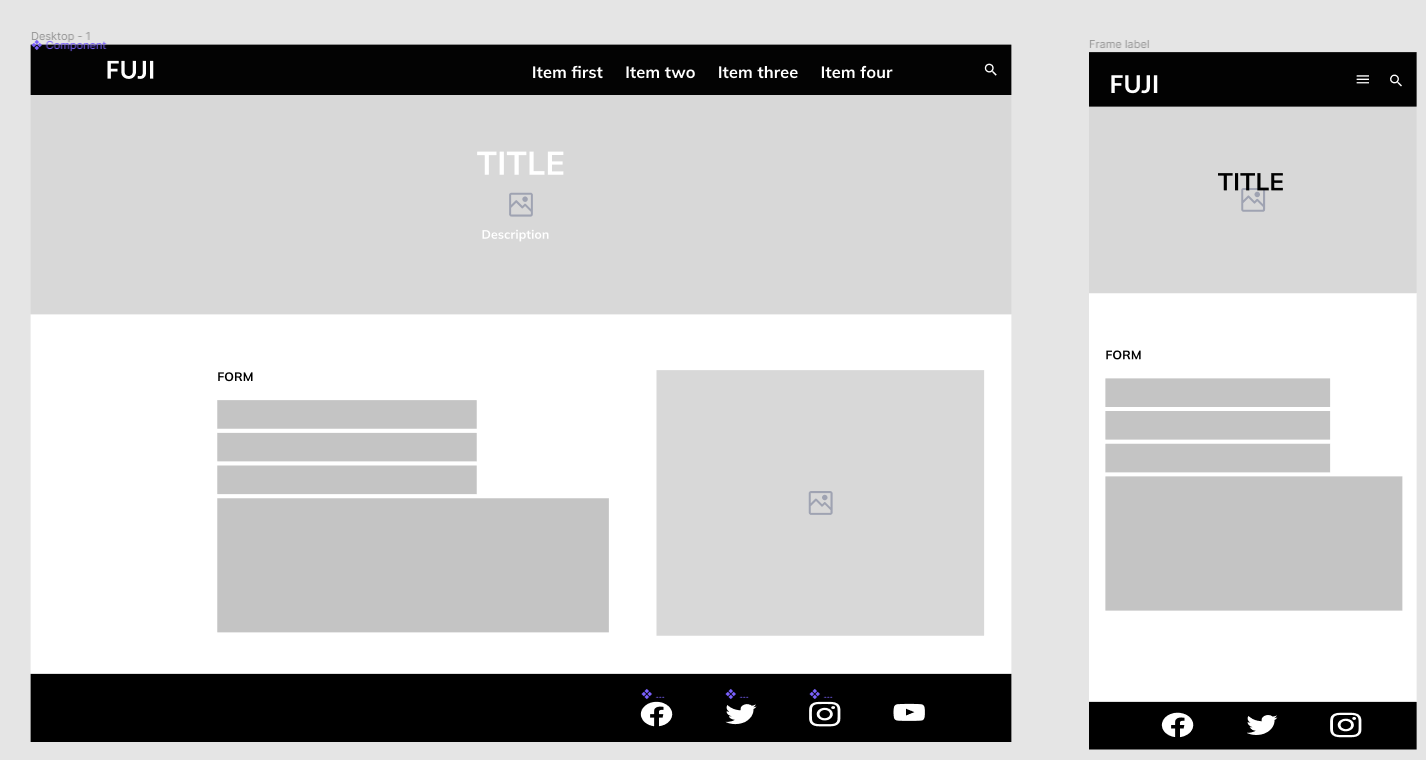 Desktop - 1
Component
FUJI
Item first Item two Item three Item four
TITLE
Description
FORM
...
...
...
Frame label
FUJI
TITLE
FORM